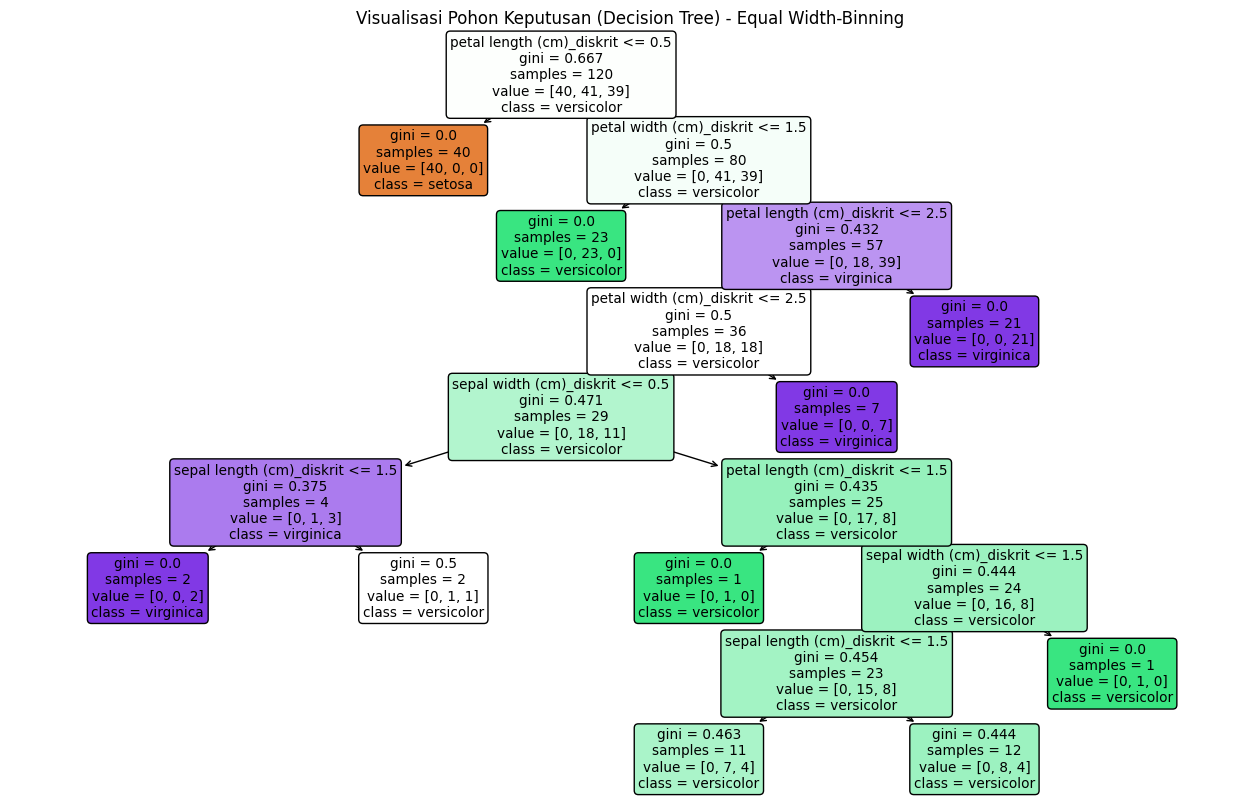 Visualisasi Pohon Keputusan (Decision Tree) - Equal Width-Binning
petal length (cm)_diskrit <= 0.5
gini = 0.667
samples = 120
value = [40, 41, 39]
class = versicolor
gini = 0.0
samples = 40
value = [40, 0, 0]
class = setosa
petal width (cm)_diskrit <= 1.5
gini = 0.5
samples = 80
value = [0, 41, 39]
class = versicolor
gini = 0.0
samples = 23
value = [0, 23, 0]
class = versicolor
petal length (cm)_diskrit <= 2.5
gini = 0.432
samples = 57
value = [0, 18, 39]
class = virginica
petal width (cm)_diskrit <= 2.5
gini = 0.5
samples = 36
value = [0, 18, 18]
class = versicolor
gini = 0.0
samples = 21
value = [0, 0, 21]
class = virginica
sepal width (cm)_diskrit <= 0.5
gini = 0.471
samples = 29
value = [0, 18, 11]
class = versicolor
gini = 0.0
samples = 7
value = [0, 0, 7]
class = virginica
sepal length (cm)_diskrit <= 1.5
gini = 0.375
samples = 4
value = [0, 1, 3]
class = virginica
petal length (cm)_diskrit <= 1.5
gini = 0.435
samples = 25
value = [0, 17, 8]
class = versicolor
gini = 0.0
samples = 2
value = [0, 0, 2]
class = virginica
gini = 0.5
samples = 2
value = [0, 1, 1]
class = versicolor
gini = 0.0
samples = 1
value = [0, 1, 0]
class = versicolor
sepal width (cm)_diskrit <= 1.5
gini = 0.444
samples = 24
value = [0, 16, 8]
class = versicolor
sepal length (cm)_diskrit <= 1.5
gini = 0.454
samples = 23
value = [0, 15, 8]
class = versicolor
gini = 0.0
samples = 1
value = [0, 1, 0]
class = versicolor
gini = 0.463
samples = 11
value = [0, 7, 4]
class = versicolor
gini = 0.444
samples = 12
value = [0, 8, 4]
class = versicolor